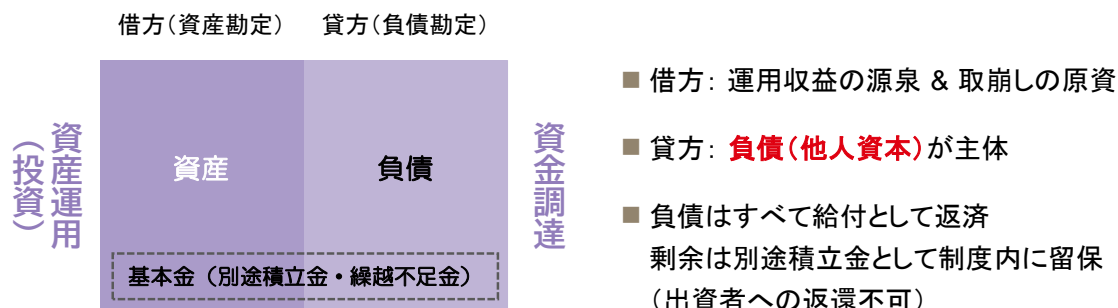 借方(資産勘定) 貸方(負債勘定)
資産運用
(投資)
資産
負債
基本金(別途積立金・繰越不足金)
資金調達
■ 借方: 運用収益の源泉 & 取崩しの原資
■ 貸方: 負債(他人資本)が主体
■ 負債はすべて給付として返済
剰余は別途積立金として制度内に留保
(出資者への返還不可)